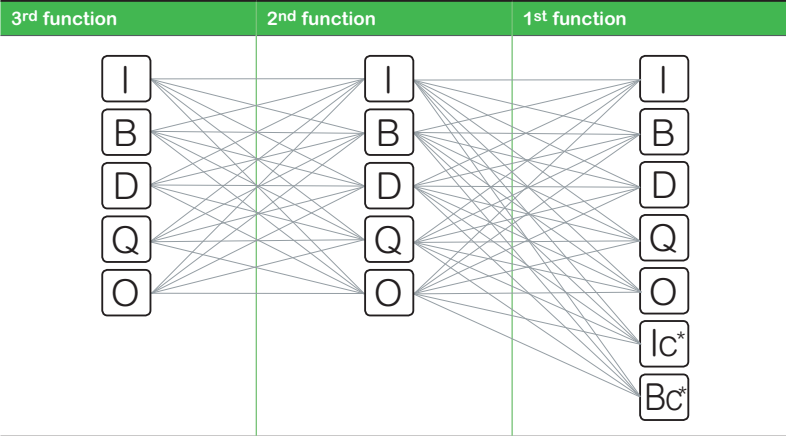 3rd function 2nd function 1st function
I I I
B B B
D D D
Q Q Q
O O O
Ic*
Bc*